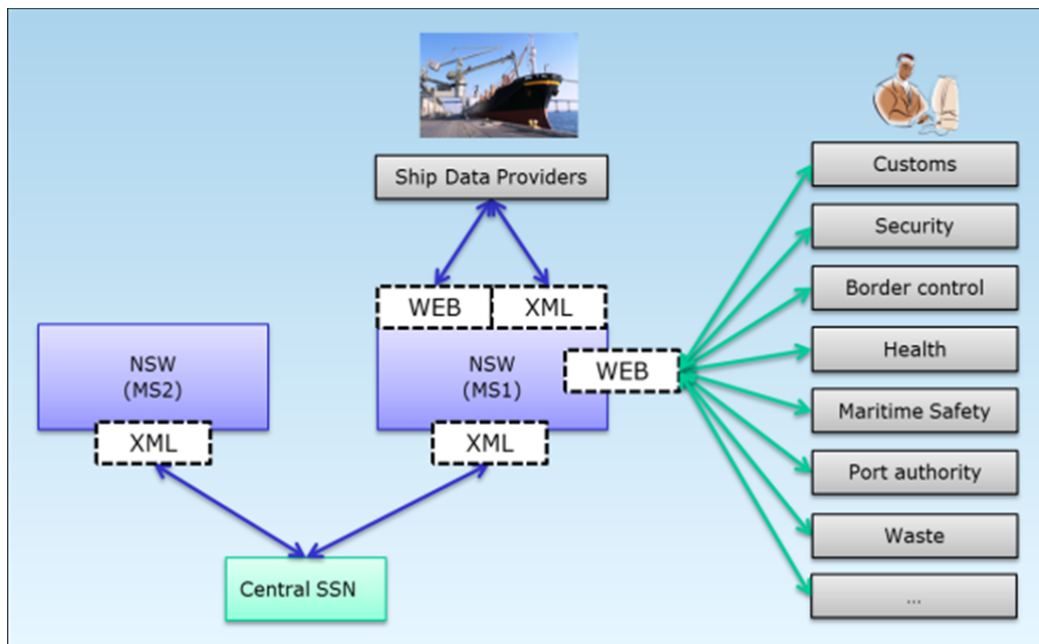 Ship Data Providers
WEB
XML
NSW
(MS2)
XML
NSW
(MS1)
WEB
XML
Central SSN
Customs
Security
Border control
Health
Maritime Safety
Port authority
Waste
...